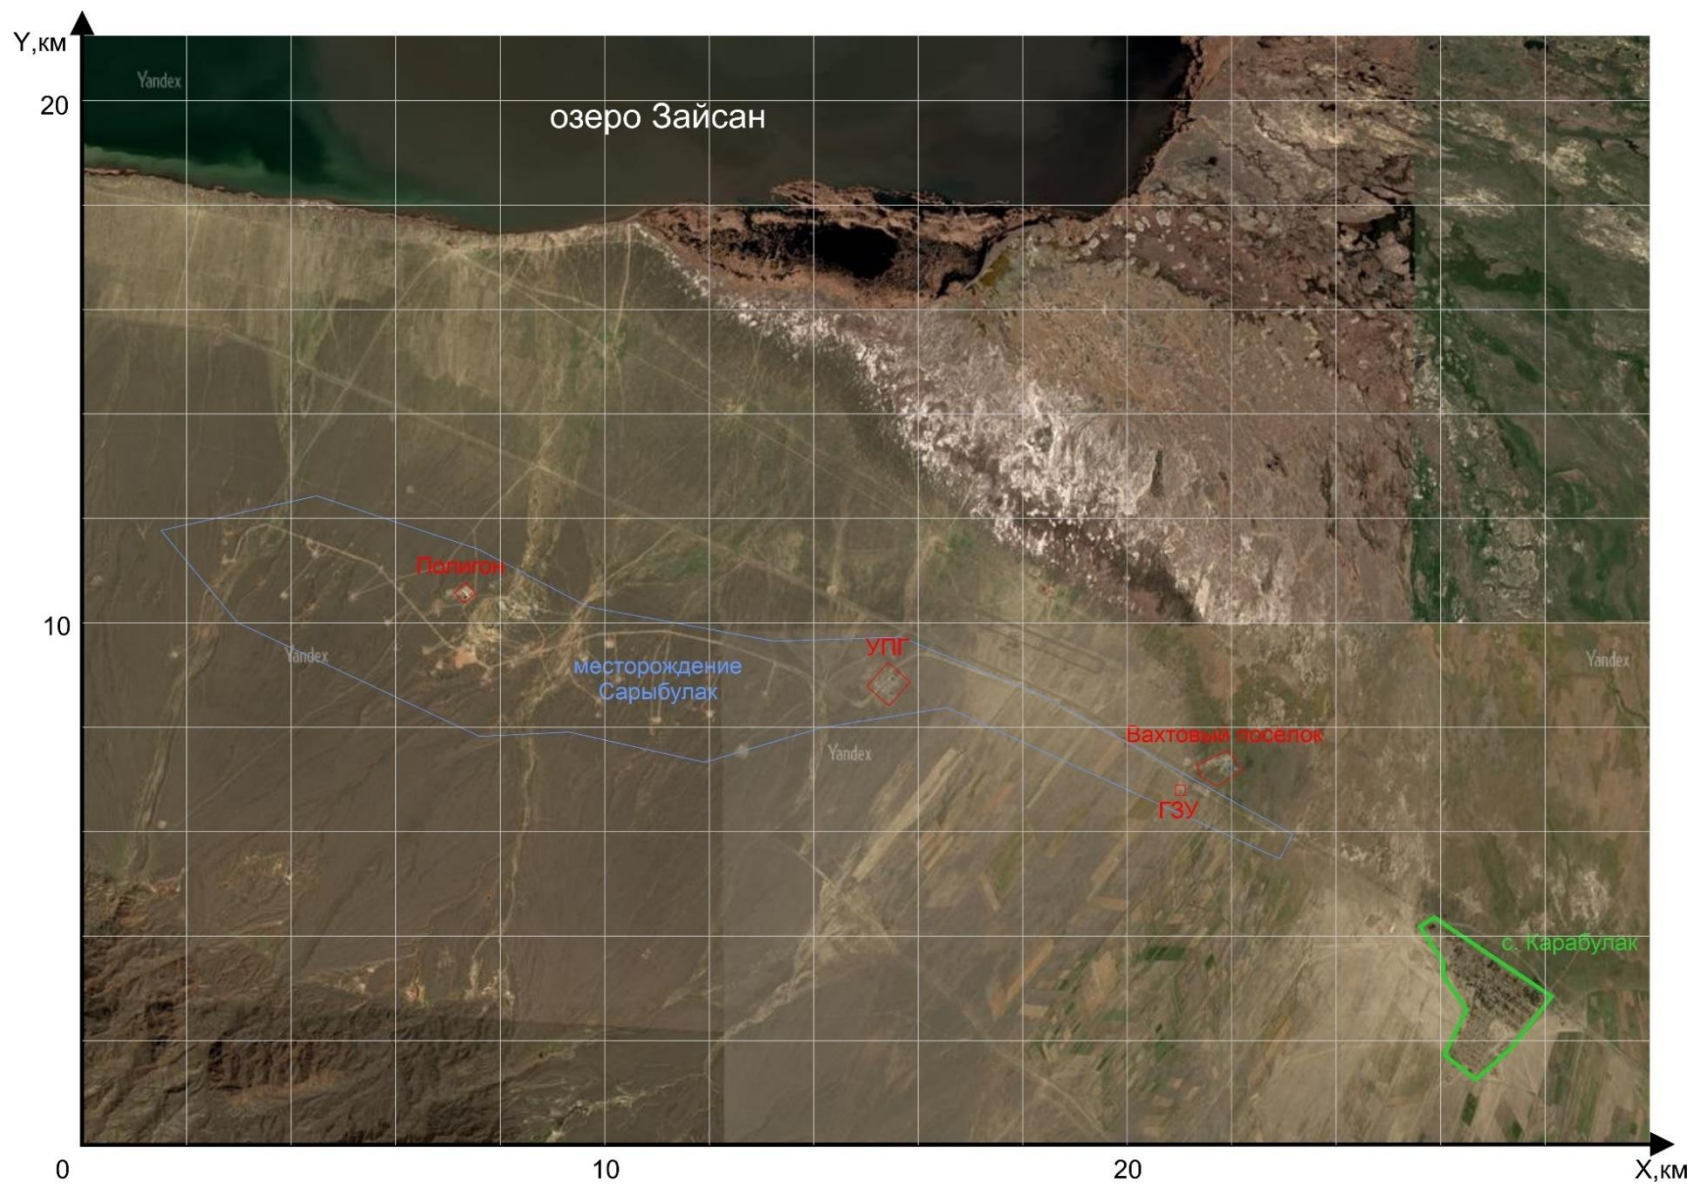 Y,км
Yandex
20
озеро Зайсан
Полигон
10
УПГ
Yandex
Yandex
месторождение
Сарыбулак
Вахтовый посёлок
Yandex
ГЗУ
с. Карабулак
0
10
20
X,км